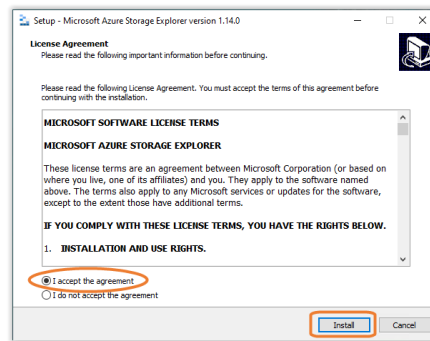 Setup - Microsoft Azure Storage Explorer version 1.14.0
License Agreement
Please read the following important information before continuing.
Please read the following License Agreement. You must accept the terms of this agreement before
continuing with the installation.
MICROSOFT SOFTWARE LICENSE TERMS
MICROSOFT AZURE STORAGE EXPLORER
These license terms are an agreement between Microsoft Corporation (or based on
where you live, one of its affiliates) and you. They apply to the software named
above. The terms also apply to any Microsoft services or updates for the software,
except to the extent those have additional terms.
IF YOU COMPLY WITH THESE LICENSE TERMS, YOU HAVE THE RIGHTS BELOW.
1. INSTALLATION AND USE RIGHTS.
I accept the agreement
I do not accept the agreement
Install Cancel